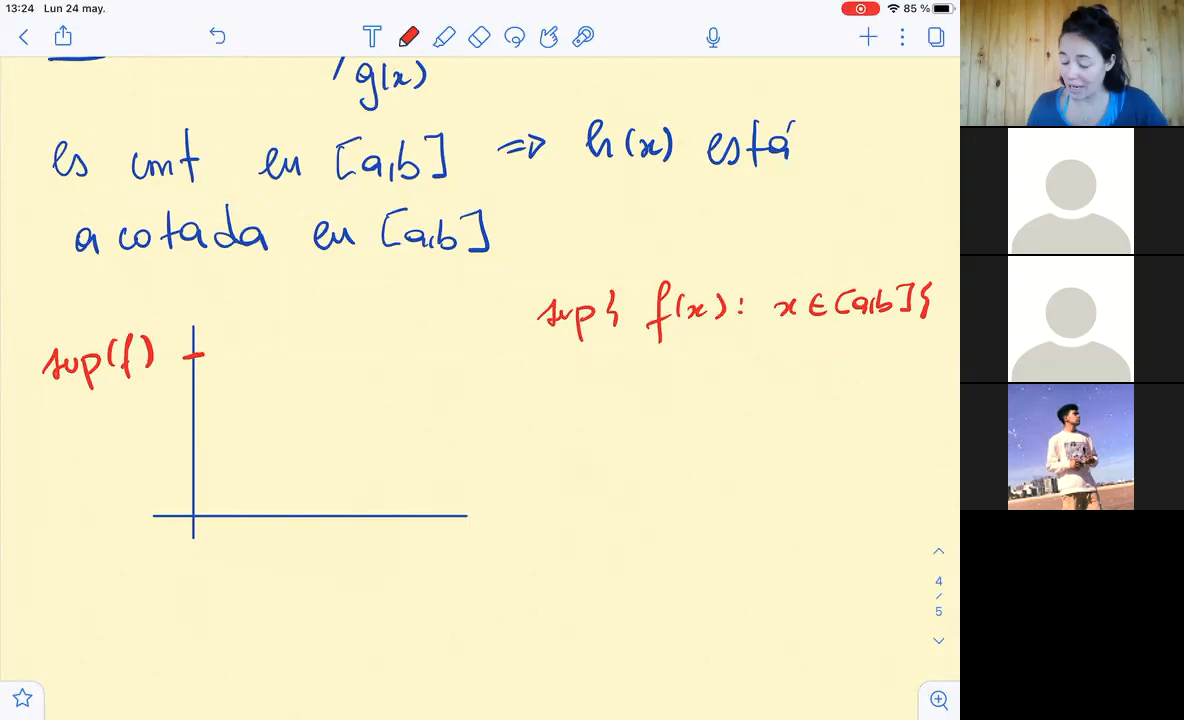 13:24 Lun 24 may.
85 %
g(x)
es cont en [a,b] => h(x) está
acotada en [a,b]
sup{ f(x): x ∈ [a,b]}
sup(f)
4
/
5